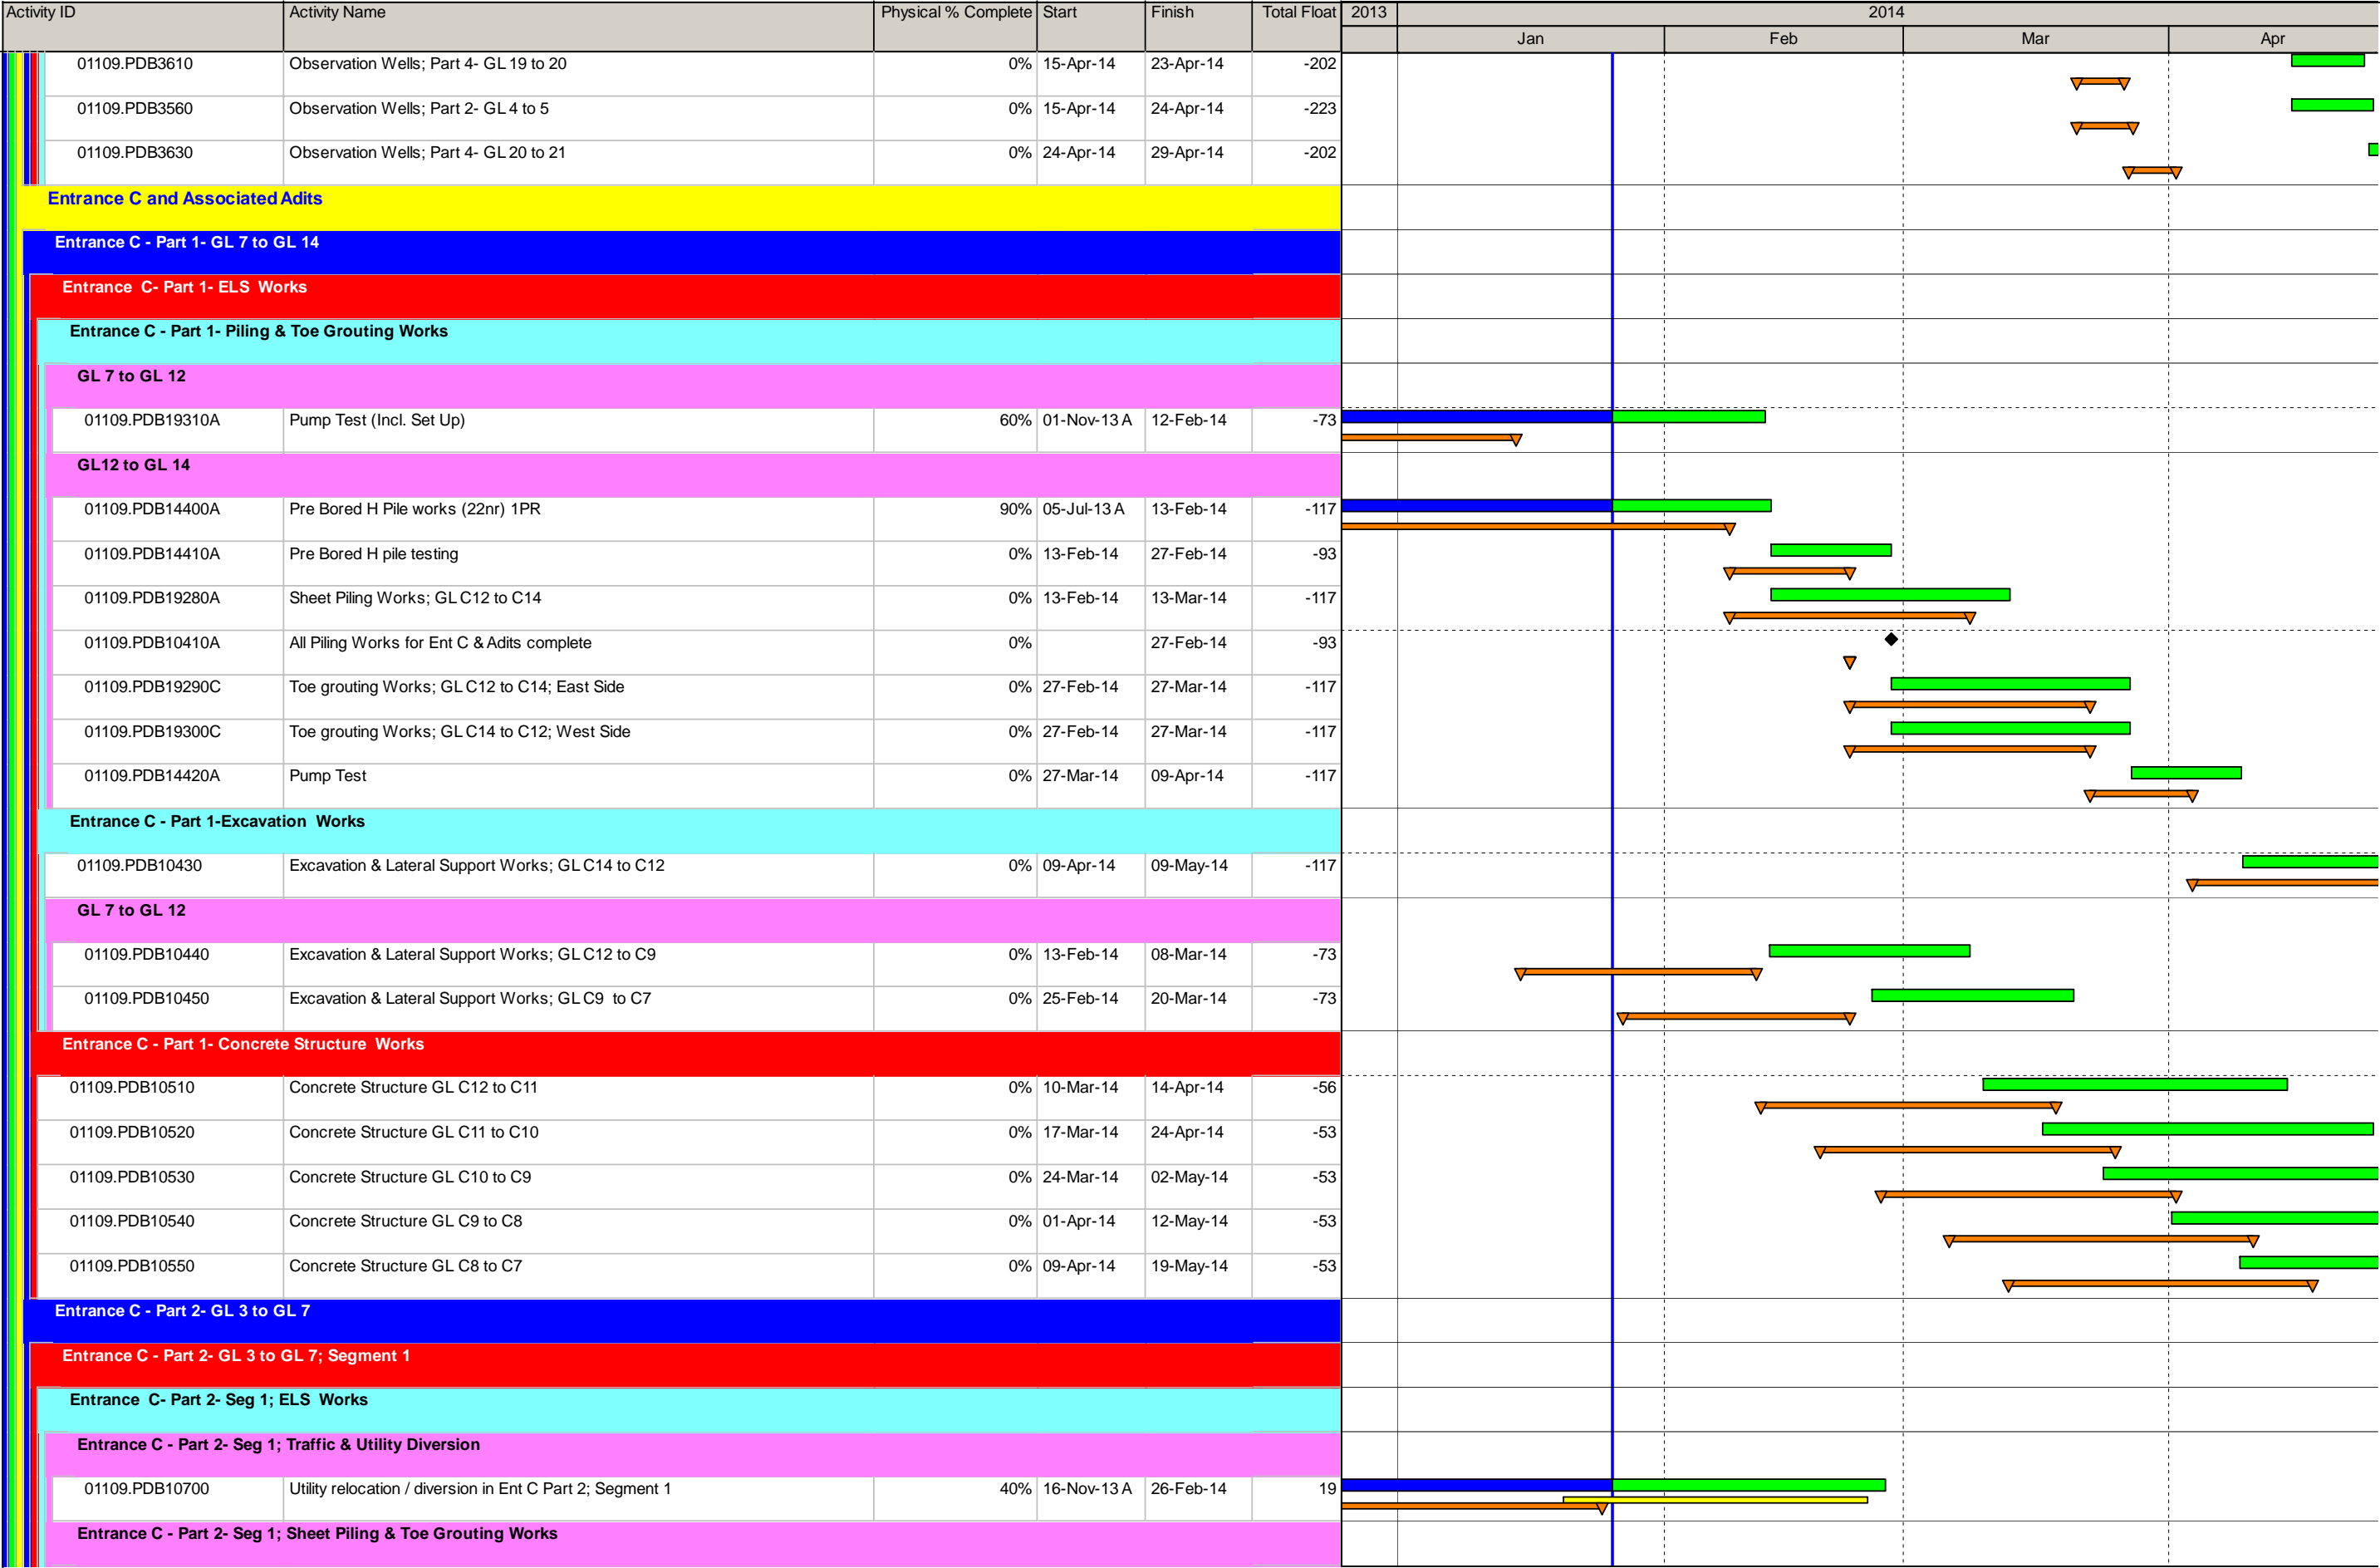 Activity ID Activity Name Physical % Complete Start Finish Total Float 2013 2014
Jan Feb Mar Apr
01109.PDB3610 Observation Wells; Part 4- GL 19 to 20 0% 15-Apr-14 23-Apr-14 -202
01109.PDB3560 Observation Wells; Part 2- GL 4 to 5 0% 15-Apr-14 24-Apr-14 -223
01109.PDB3630 Observation Wells; Part 4- GL 20 to 21 0% 24-Apr-14 29-Apr-14 -202
Entrance C and Associated Adits
Entrance C - Part 1- GL 7 to GL 14
Entrance C- Part 1- ELS Works
Entrance C - Part 1- Piling & Toe Grouting Works
GL 7 to GL 12
01109.PDB19310A Pump Test (Incl. Set Up) 60% 01-Nov-13 A 12-Feb-14 -73
GL12 to GL 14
01109.PDB14400A Pre Bored H Pile works (22nr) 1PR 90% 05-Jul-13 A 13-Feb-14 -117
01109.PDB14410A Pre Bored H pile testing 0% 13-Feb-14 27-Feb-14 -93
01109.PDB19280A Sheet Piling Works; GL C12 to C14 0% 13-Feb-14 13-Mar-14 -117
01109.PDB10410A All Piling Works for Ent C & Adits complete 0% 27-Feb-14 -93
01109.PDB19290C Toe grouting Works; GL C12 to C14; East Side 0% 27-Feb-14 27-Mar-14 -117
01109.PDB19300C Toe grouting Works; GL C14 to C12; West Side 0% 27-Feb-14 27-Mar-14 -117
01109.PDB14420A Pump Test 0% 27-Mar-14 09-Apr-14 -117
Entrance C - Part 1-Excavation Works
01109.PDB10430 Excavation & Lateral Support Works; GL C14 to C12 0% 09-Apr-14 09-May-14 -117
GL 7 to GL 12
01109.PDB10440 Excavation & Lateral Support Works; GL C12 to C9 0% 13-Feb-14 08-Mar-14 -73
01109.PDB10450 Excavation & Lateral Support Works; GL C9 to C7 0% 25-Feb-14 20-Mar-14 -73
Entrance C - Part 1- Concrete Structure Works
01109.PDB10510 Concrete Structure GL C12 to C11 0% 10-Mar-14 14-Apr-14 -56
01109.PDB10520 Concrete Structure GL C11 to C10 0% 17-Mar-14 24-Apr-14 -53
01109.PDB10530 Concrete Structure GL C10 to C9 0% 24-Mar-14 02-May-14 -53
01109.PDB10540 Concrete Structure GL C9 to C8 0% 01-Apr-14 12-May-14 -53
01109.PDB10550 Concrete Structure GL C8 to C7 0% 09-Apr-14 19-May-14 -53
Entrance C - Part 2- GL 3 to GL 7
Entrance C - Part 2- GL 3 to GL 7; Segment 1
Entrance C- Part 2- Seg 1; ELS Works
Entrance C - Part 2- Seg 1; Traffic & Utility Diversion
01109.PDB10700 Utility relocation / diversion in Ent C Part 2; Segment 1 40% 16-Nov-13 A 26-Feb-14 19
Entrance C - Part 2- Seg 1; Sheet Piling & Toe Grouting Works